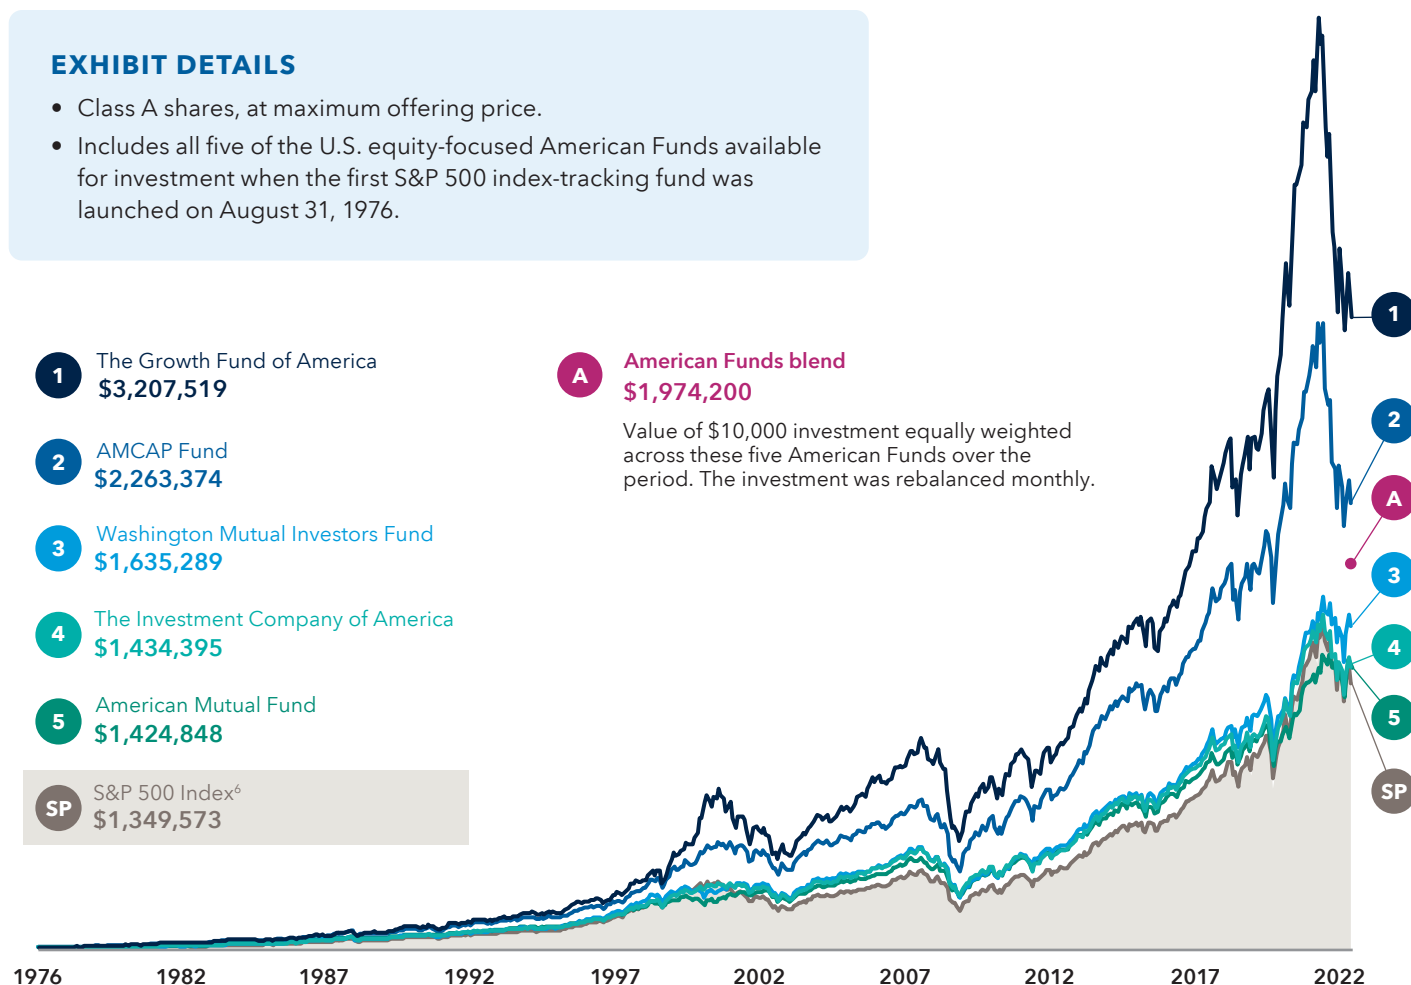 EXHIBIT DETAILS
• Class A shares, at maximum offering price.
• Includes all five of the U.S. equity-focused American Funds available
for investment when the first S&P 500 index-tracking fund was
launched on August 31, 1976.
1
The Growth Fund of America
$3,207,519
2
AMCAP Fund
$2,263,374
3
Washington Mutual Investors Fund
$1,635,289
4
The Investment Company of America
$1,434,395
5
American Mutual Fund
$1,424,848
SP
S&P 500 Index⁶
$1,349,573
A
American Funds blend
$1,974,200
Value of $10,000 investment equally weighted
across these five American Funds over the
period. The investment was rebalanced monthly.
1
2
A
3
4
5
SP
1976 1982 1987 1992 1997 2002 2007 2012 2017 2022